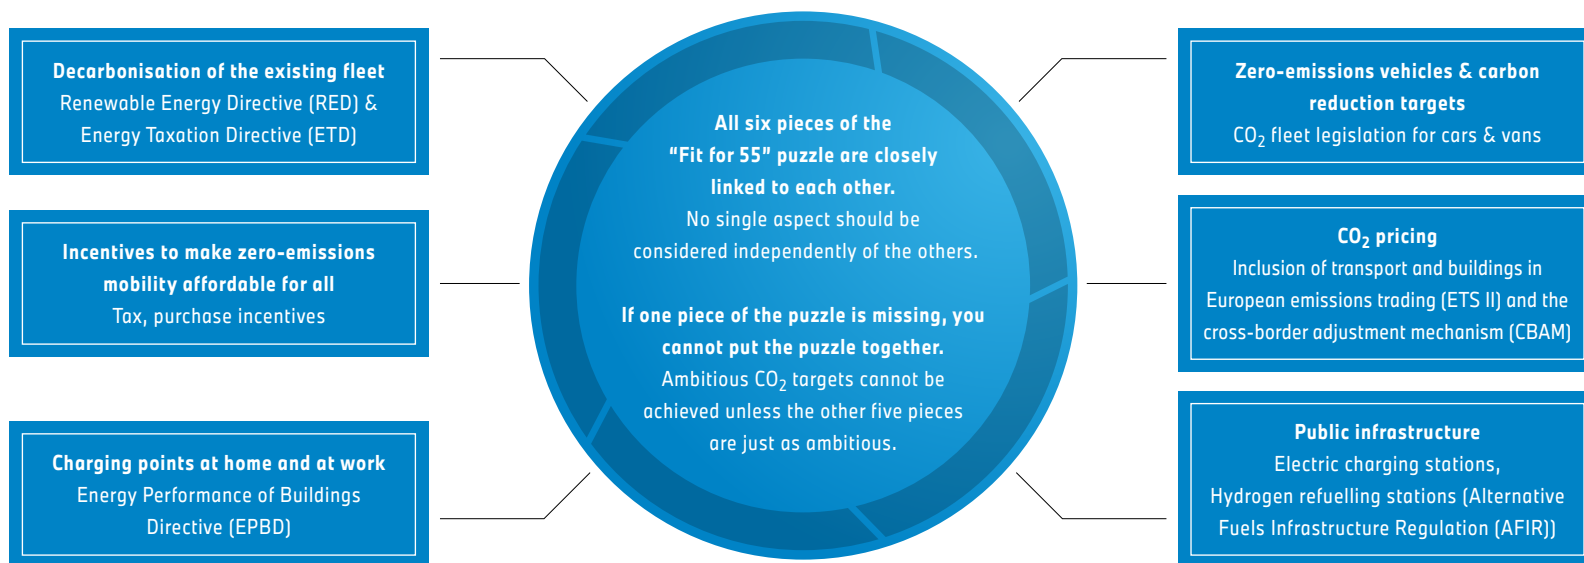 Decarbonisation of the existing fleet
Renewable Energy Directive (RED) &
Energy Taxation Directive (ETD)
Incentives to make zero-emissions
mobility affordable for all
Tax, purchase incentives
Charging points at home and at work
Energy Performance of Buildings
Directive (EPBD)
All six pieces of the
"Fit for 55" puzzle are closely
linked to each other.
No single aspect should be
considered independently of the others.
If one piece of the puzzle is missing, you
cannot put the puzzle together.
Ambitious CO₂ targets cannot be
achieved unless the other five pieces
are just as ambitious.
Zero-emissions vehicles & carbon
reduction targets
CO₂ fleet legislation for cars & vans
CO₂ pricing
Inclusion of transport and buildings in
European emissions trading (ETS II) and the
cross-border adjustment mechanism (CBAM)
Public infrastructure
Electric charging stations,
Hydrogen refuelling stations (Alternative
Fuels Infrastructure Regulation (AFIR))